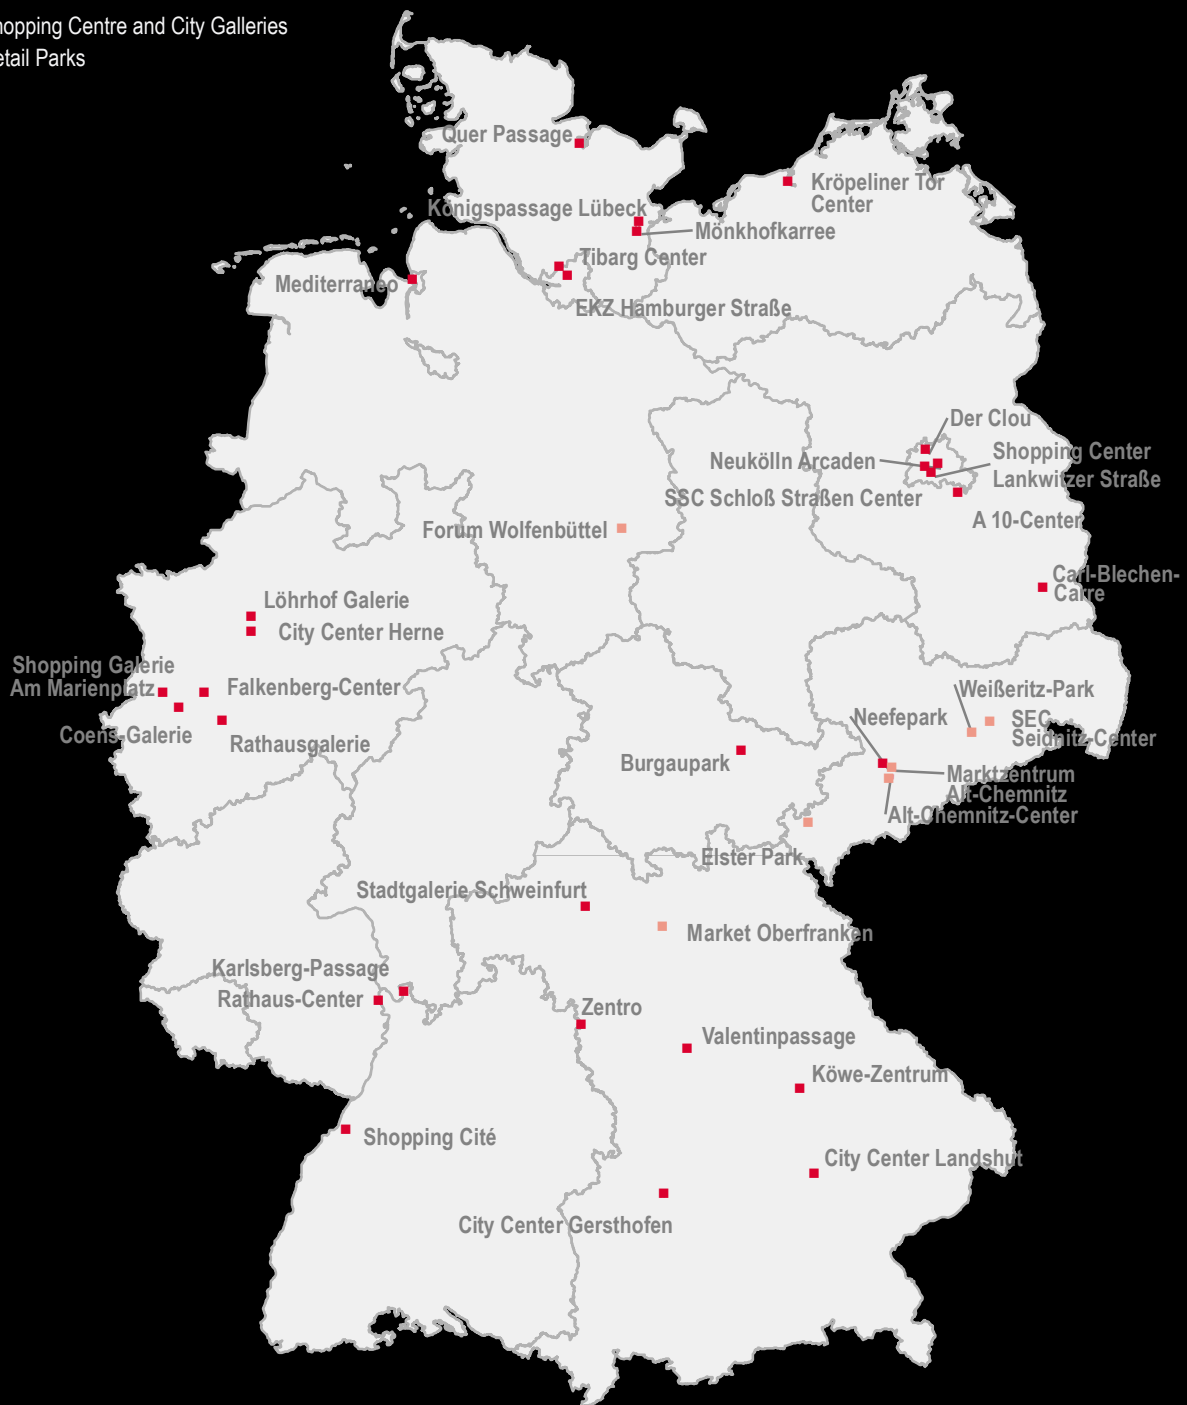 hopping Centre and City Galleries
etail Parks
Quer Passage
Kröpeliner Tor
Center
Königspassage Lübeck
Mönkhofkarree
Tibarg Center
Mediterraneo
EKZ Hamburger Straße
Der Clou
Shopping Center
Lankwitzer Straße
Neukölln Arcaden
SSC Schloß Straßen Center
A 10-Center
Forum Wolfenbüttel
Carl-Blechen-
Carre
Löhrhof Galerie
City Center Herne
Shopping Galerie
Am Marienplatz
Falkenberg-Center
Coens-Galerie
Rathausgalerie
Weißeritz-Park
Neefepark
SEC
Seidnitz-Center
Burgaupark
Marktzentrum
Alt-Chemnitz
Alt-Chemnitz-Center
Elster Park
Stadtgalerie Schweinfurt
Market Oberfranken
Karlsberg-Passage
Rathaus-Center
Zentro
Valentinpassage
Köwe-Zentrum
Shopping Cité
City Center Landshut
City Center Gersthofen